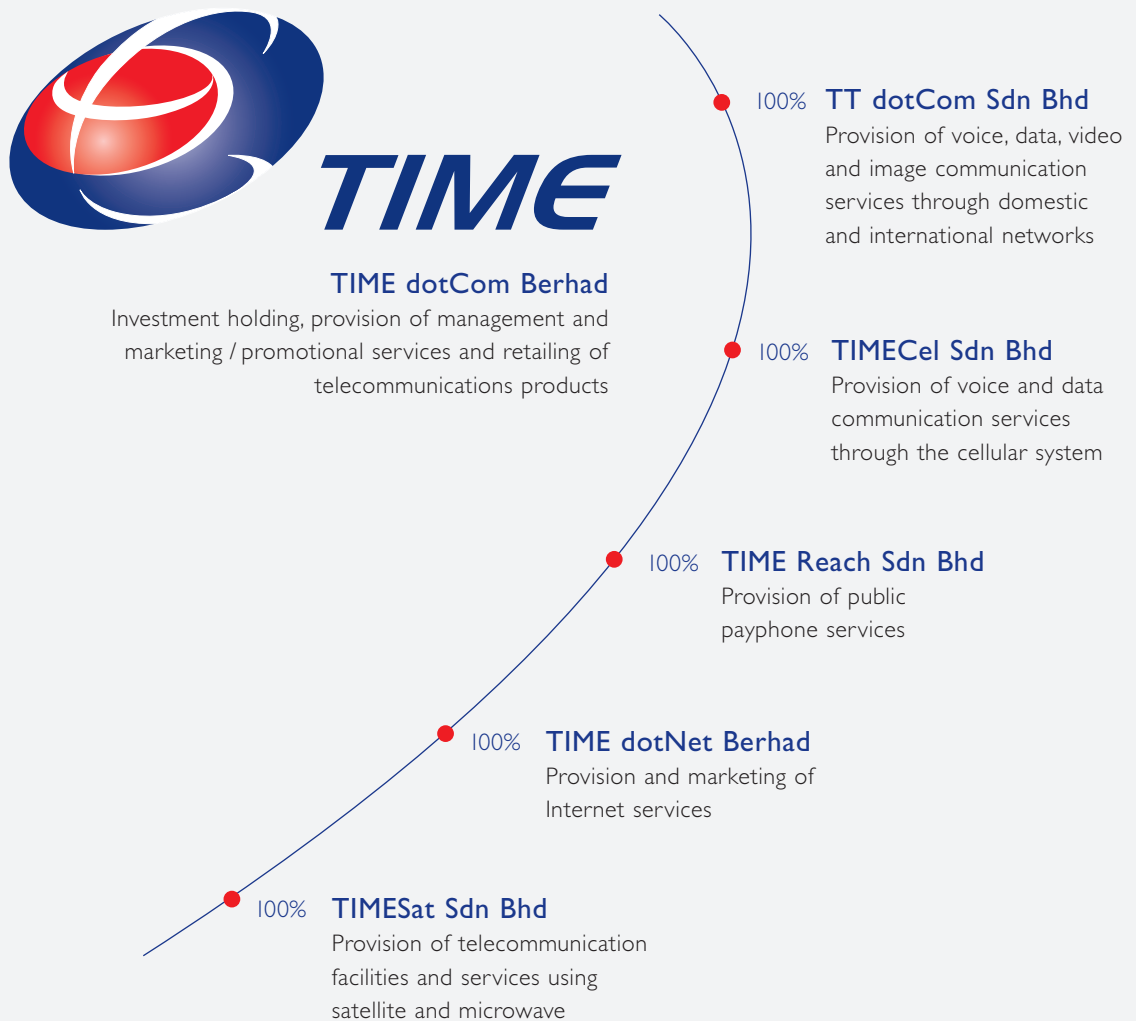 TIME
TIME dotCom Berhad
Investment holding, provision of management and
marketing / promotional services and retailing of
telecommunications products
100% TT dotCom Sdn Bhd
Provision of voice, data, video
and image communication
services through domestic
and international networks
100% TIMECel Sdn Bhd
Provision of voice and data
communication services
through the cellular system
100% TIME Reach Sdn Bhd
Provision of public
payphone services
100% TIME dotNet Berhad
Provision and marketing of
Internet services
100% TIMESat Sdn Bhd
Provision of telecommunication
facilities and services using
satellite and microwave